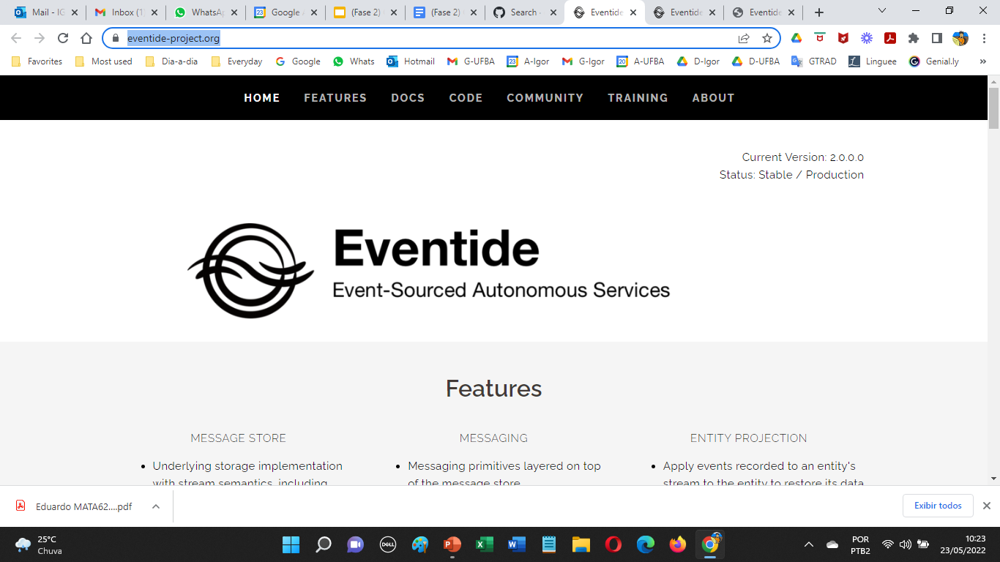 Mail - IG
Inbox (1)
WhatsAp
Google
(Fase 2)
(Fase 2)
Search
Eventide
Eventide
Eventide
eventide-project.org
Favorites
Most used
Dia-a-dia
Everyday
Google
Whats
Hotmail
G-UFBA
A-Igor
G-Igor
A-UFBA
D-Igor
D-UFBA
GTRAD
Linguee
Genial.ly
»
HOME FEATURES DOCS CODE COMMUNITY TRAINING ABOUT
Current Version: 2.0.0.0
Status: Stable / Production
Eventide
Event-Sourced Autonomous Services
Features
MESSAGE STORE
• Underlying storage implementation
with stream semantics, including
MESSAGING
• Messaging primitives layered on top
of the message store
ENTITY PROJECTION
• Apply events recorded to an entity's
stream to the entity to restore its data
Eduardo MATA62....pdf
Exibir todos
25°C
Chuva
DELL
POR
PTB2
10:23
23/05/2022